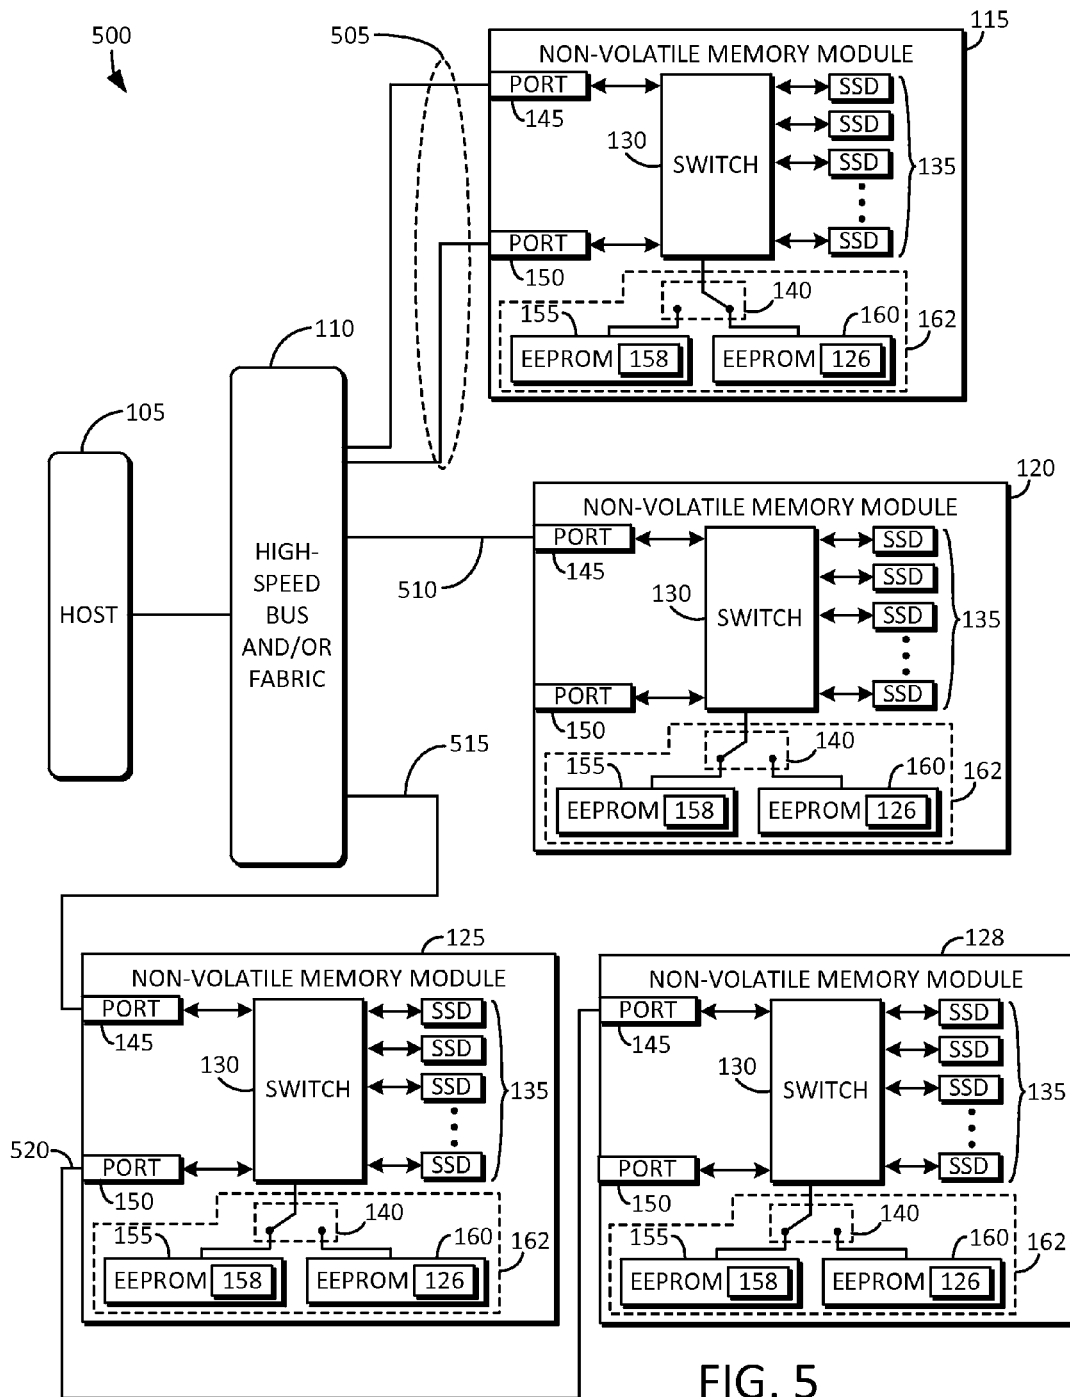 500
505
115
NON-VOLATILE MEMORY MODULE
PORT
145
130
SWITCH
SSD
SSD
SSD
SSD
135
PORT
150
140
155
160
162
EEPROM 158
EEPROM 126
110
105
HOST
HIGH-
SPEED
BUS
AND/OR
FABRIC
510
515
120
NON-VOLATILE MEMORY MODULE
PORT
145
130
SWITCH
SSD
SSD
SSD
SSD
135
PORT
150
140
155
160
162
EEPROM 158
EEPROM 126
125
NON-VOLATILE MEMORY MODULE
PORT
145
130
SWITCH
SSD
SSD
SSD
SSD
135
520
PORT
150
140
155
160
162
EEPROM 158
EEPROM 126
128
NON-VOLATILE MEMORY MODULE
PORT
145
130
SWITCH
SSD
SSD
SSD
SSD
135
PORT
150
140
155
160
162
EEPROM 158
EEPROM 126
FIG. 5